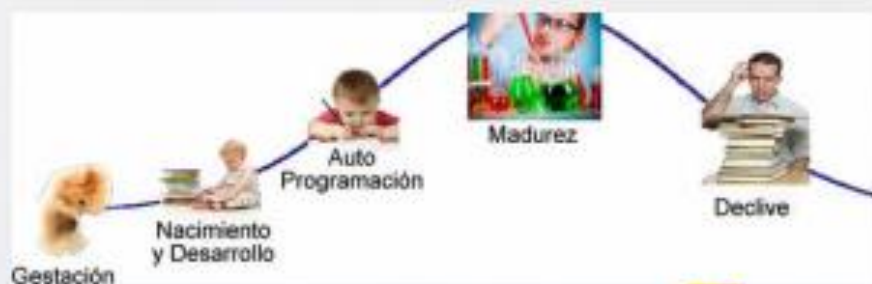 Gestación
Nacimiento
y Desarrollo
Auto
Programación
Madurez
Declive